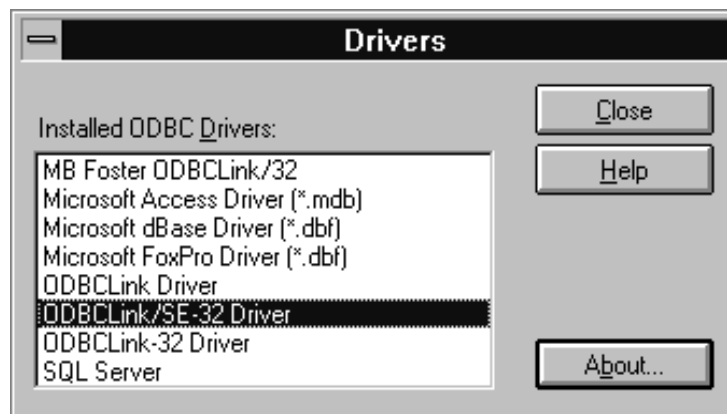 Drivers
Close
Installed ODBC Drivers:
Help
MB Foster ODBCLink/32
Microsoft Access Driver (*.mdb)
Microsoft dBase Driver (*.dbf)
Microsoft FoxPro Driver (*.dbf)
ODBCLink Driver
ODBCLink/SE-32 Driver
ODBCLink-32 Driver
SQL Server
About...